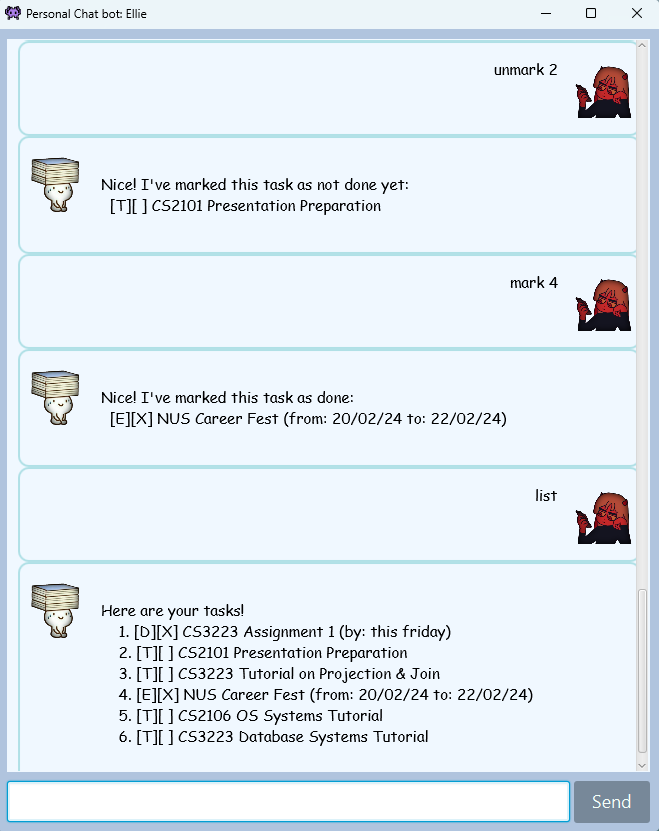 Personal Chat bot: Ellie
unmark 2
Nice! I've marked this task as not done yet:
[T][ ] CS2101 Presentation Preparation
mark 4
Nice! I've marked this task as done:
[E][X] NUS Career Fest (from: 20/02/24 to: 22/02/24)
list
Here are your tasks!
1. [D][X] CS3223 Assignment 1 (by: this friday)
2. [T][ ] CS2101 Presentation Preparation
3. [T][ ] CS3223 Tutorial on Projection & Join
4. [E][X] NUS Career Fest (from: 20/02/24 to: 22/02/24)
5. [T][ ] CS2106 OS Systems Tutorial
6. [T][ ] CS3223 Database Systems Tutorial
Send